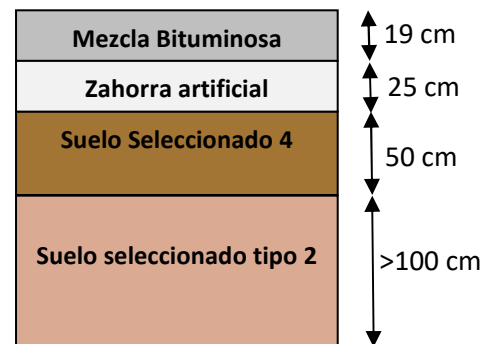 Mezcla Bituminosa
19 cm
Zahorra artificial
25 cm
Suelo Seleccionado 4
50 cm
Suelo seleccionado tipo 2
>100 cm